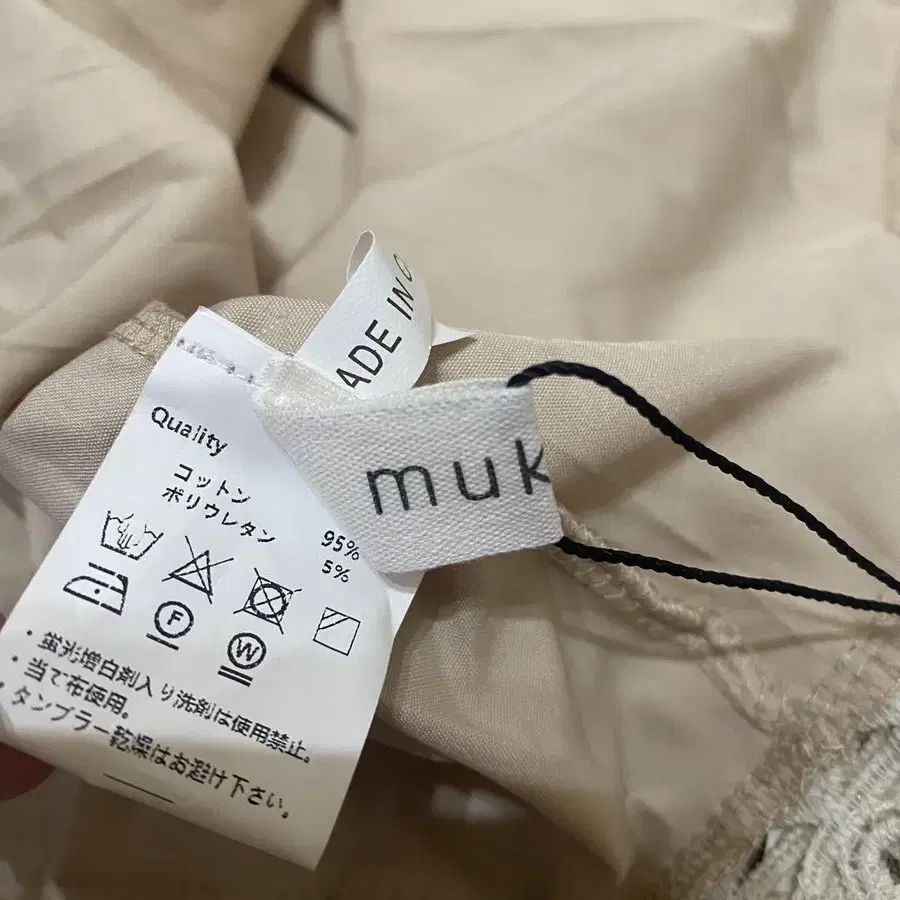 ADE IN
muk
Quality
コットン 95%
ポリウレタン 5%
F
W
・蛍光増白剤入り洗剤は使用禁止。
・当て布使用。
・タンブラー乾燥はお避け下さい。